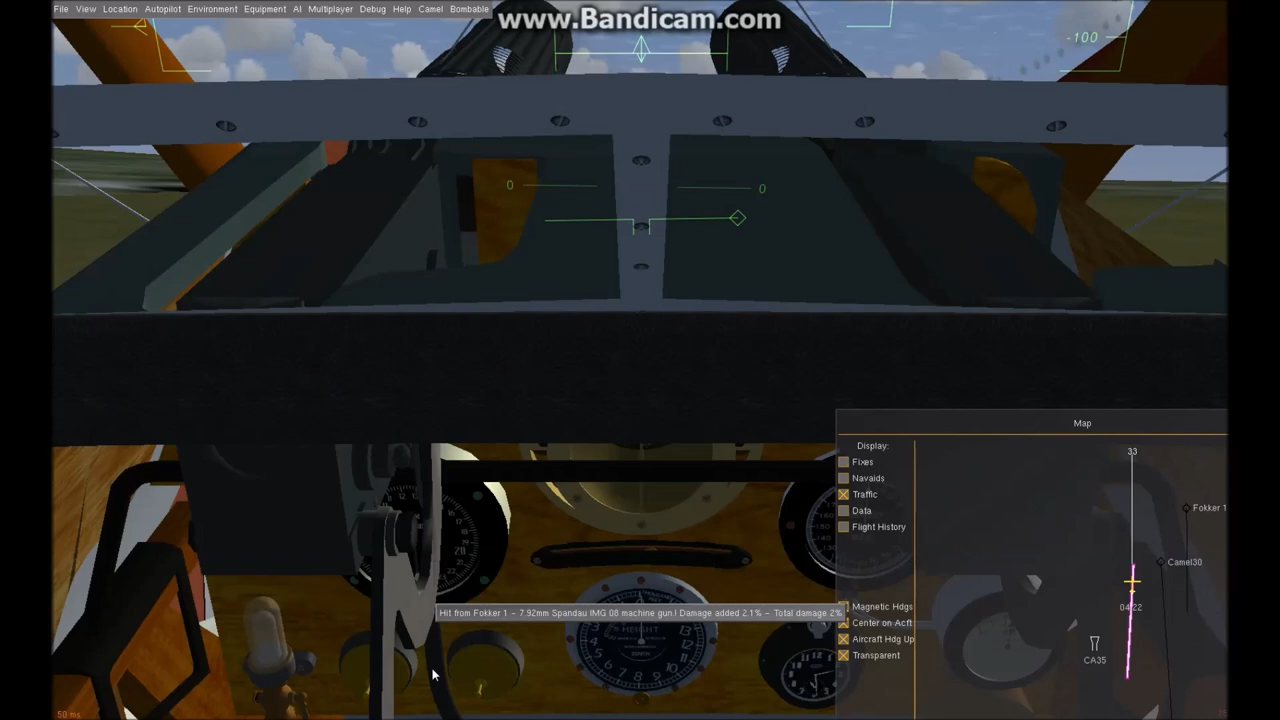 www.Bandicam.com
File View Location Autopilot Environment Equipment AI Multiplayer Debug Help Camel Bombable
-100
0 0
Map
Display:
Fixes
Navaids
Traffic
Data
Flight History
Magnetic Hdgs
Center on Acft
Aircraft Hdg Up
Transparent
33
Fokker 1
Camel30
04/22
CA35
Hit from Fokker 1 - 7.92mm Spandau lMG 08 machine gun.! Damage added 2.1% - Total damage 2%
HEIGHT
50 ms